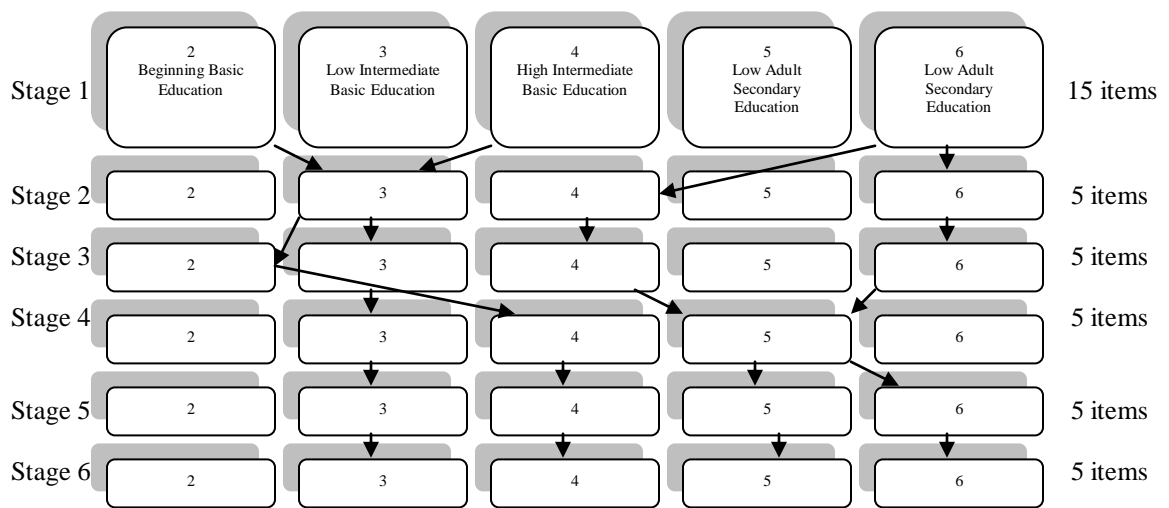 Stage 1
2
Beginning Basic
Education
3
Low Intermediate
Basic Education
4
High Intermediate
Basic Education
5
Low Adult
Secondary
Education
6
Low Adult
Secondary
Education
15 items
Stage 2
2
3
4
5
6
5 items
Stage 3
2
3
4
5
6
5 items
Stage 4
2
3
4
5
6
5 items
Stage 5
2
3
4
5
6
5 items
Stage 6
2
3
4
5
6
5 items